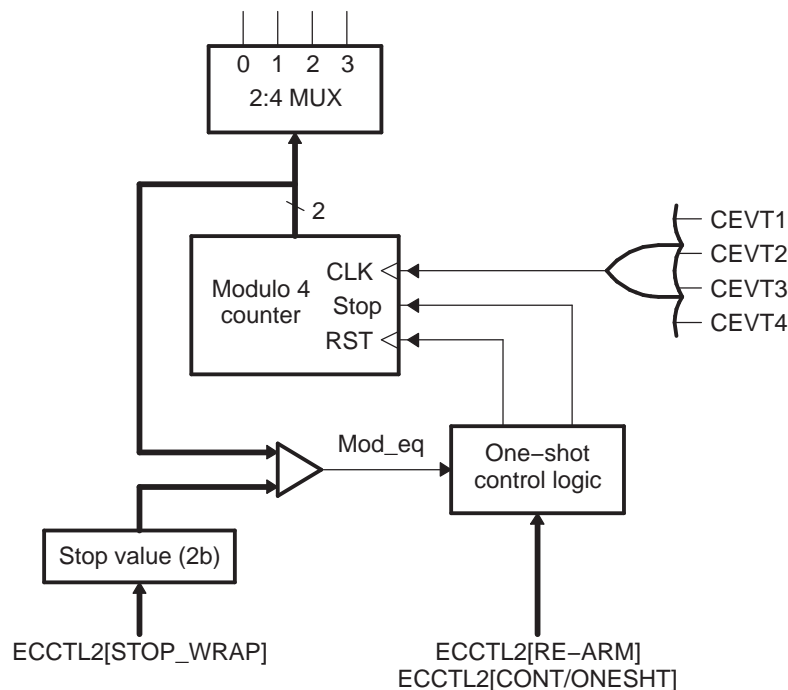 0 1 2 3
2:4 MUX
2
CEVT1
CEVT2
CEVT3
CEVT4
CLK
Stop
RST
Modulo 4
counter
Mod_eq
One−shot
control logic
Stop value (2b)
ECCTL2[STOP_WRAP]
ECCTL2[RE−ARM]
ECCTL2[CONT/ONESHT]